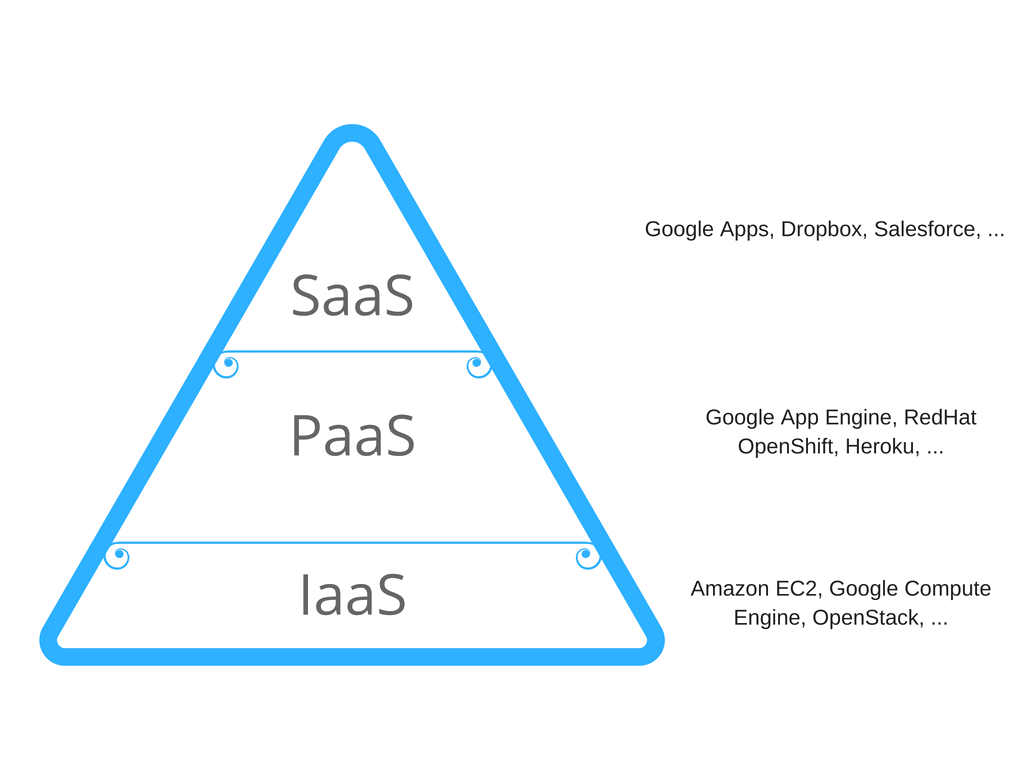 Google Apps, Dropbox, Salesforce, ...
SaaS
Google App Engine, RedHat
OpenShift, Heroku, ...
PaaS
Amazon EC2, Google Compute
Engine, OpenStack, ...
IaaS